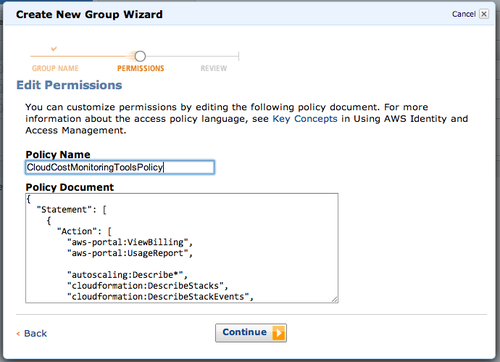 Create New Group Wizard
Cancel
GROUP NAME PERMISSIONS REVIEW
Edit Permissions
You can customize permissions by editing the following policy document. For more
information about the access policy language, see Key Concepts in Using AWS Identity and
Access Management.
Policy Name
CloudCostMonitoringToolsPolicy
Policy Document
{
"Statement": [
{
"Action": [
"aws-portal:ViewBilling",
"aws-portal:UsageReport",
"autoscaling:Describe*",
"cloudformation:DescribeStacks",
"cloudformation:DescribeStackEvents",
Back
Continue